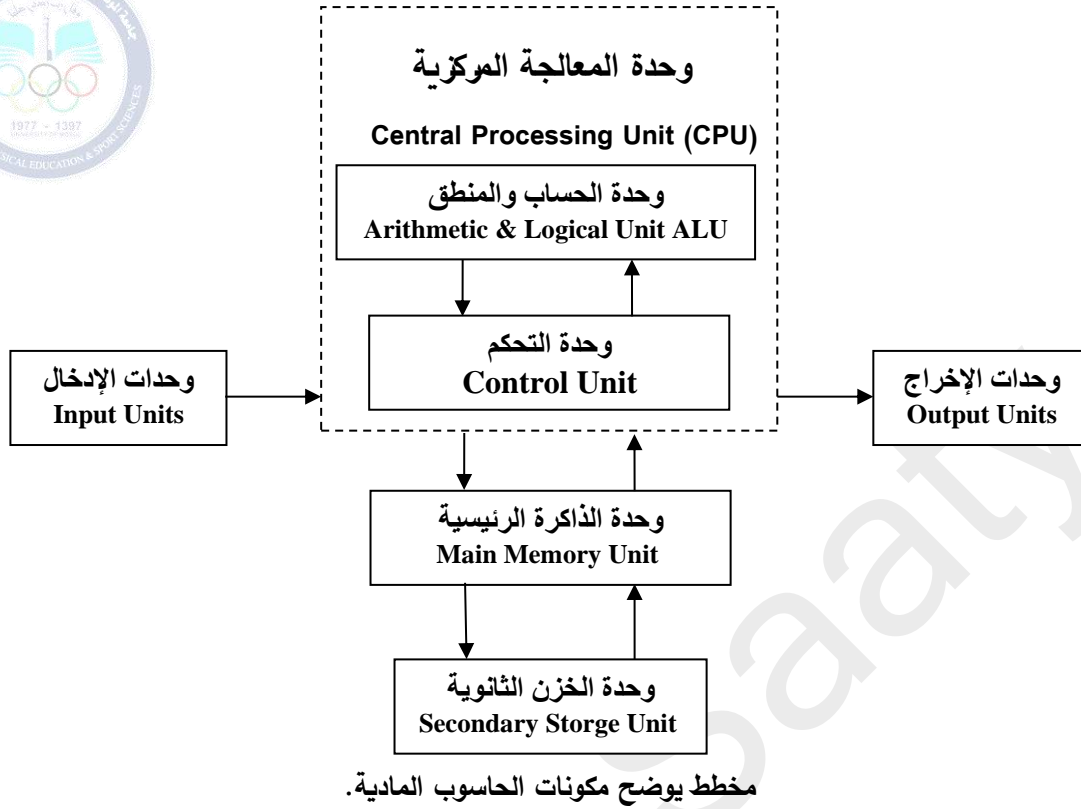 1977 - 1397
وحدة المعالجة المركزية
Central Processing Unit (CPU)
وحدة الحساب والمنطق
Arithmetic & Logical Unit ALU
وحدة التحكم
Control Unit
وحدات الإدخال
Input Units
وحدات الإخراج
Output Units
وحدة الذاكرة الرئيسية
Main Memory Unit
وحدة الخزن الثانوية
Secondary Storge Unit
مخطط يوضح مكونات الحاسوب المادية.